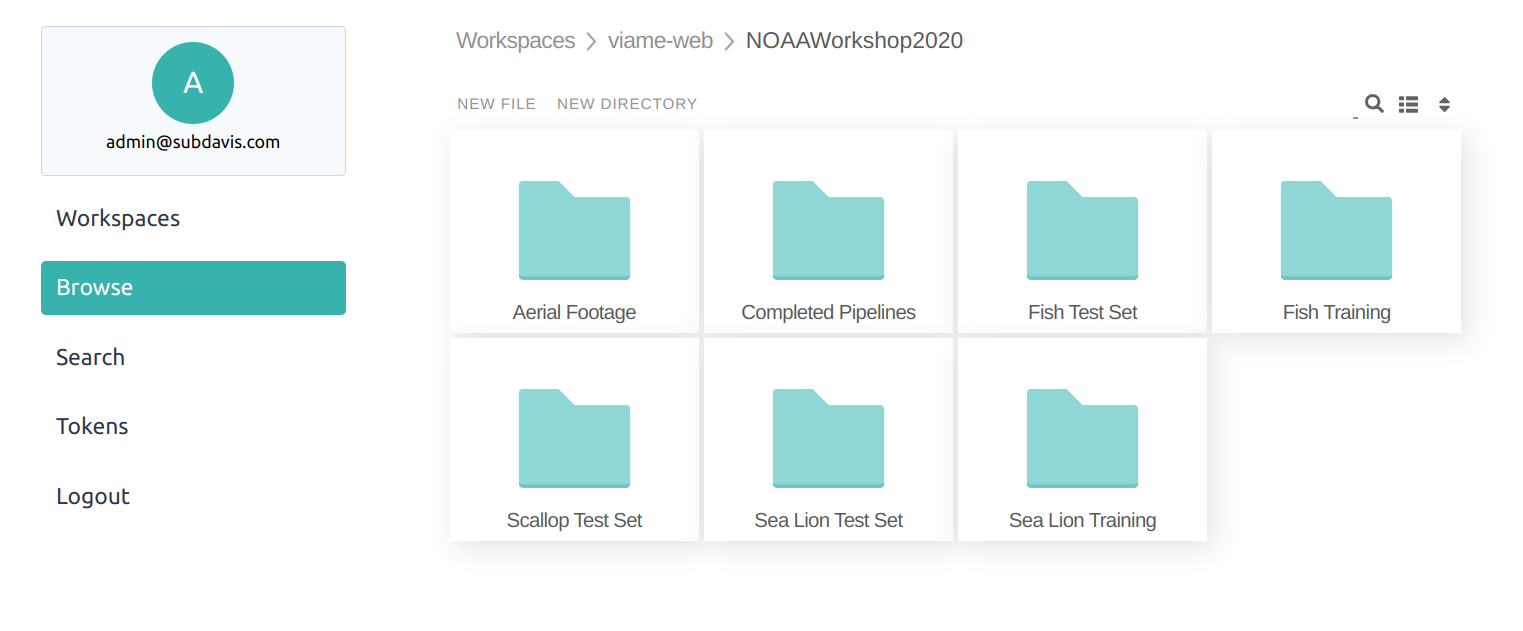 A
admin@subdavis.com
Workspaces
Browse
Search
Tokens
Logout
Workspaces > viame-web > NOAAWorkshop2020
NEW FILE NEW DIRECTORY
Aerial Footage Completed Pipelines Fish Test Set Fish Training
Scallop Test Set Sea Lion Test Set Sea Lion Training